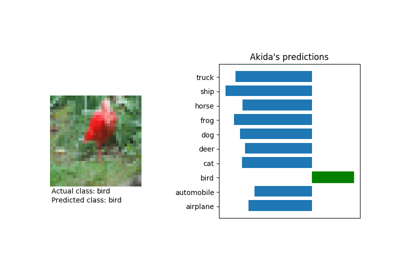 Akida's predictions
truck
ship
horse
frog
dog
deer
cat
bird
automobile
airplane
Actual class: bird
Predicted class: bird